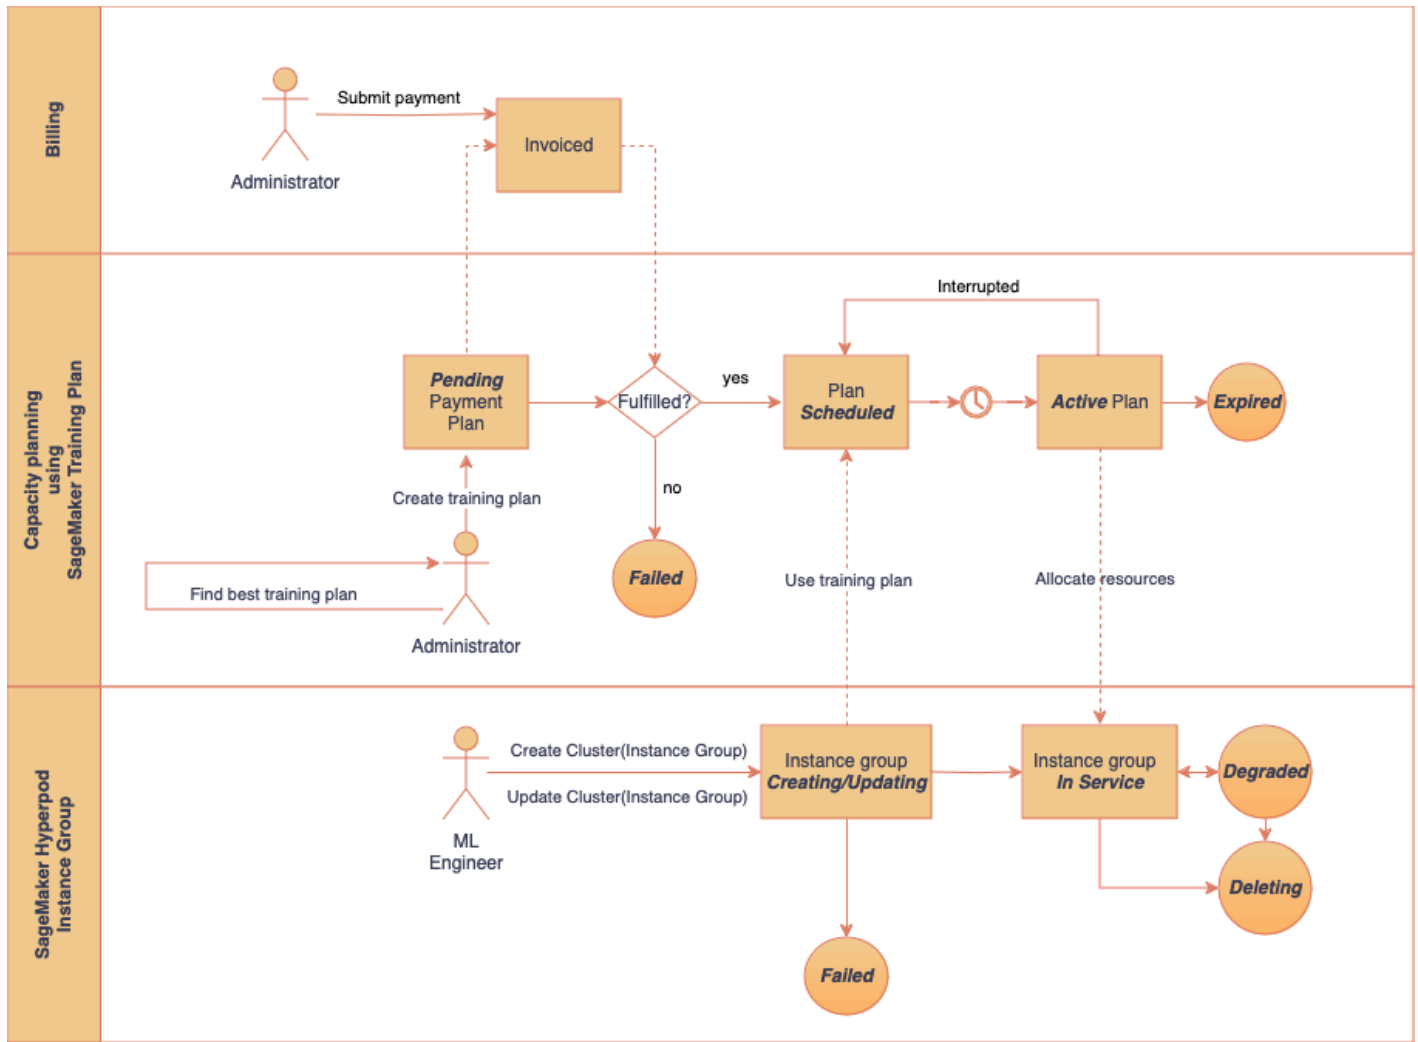 Billing
Submit payment
Administrator
Invoiced
Capacity planning
using
SageMaker Training Plan
Interrupted
Pending
Payment
Plan
Fulfilled?
yes
no
Plan
Scheduled
Active Plan
Expired
Create training plan
Failed
Find best training plan
Administrator
Use training plan
Allocate resources
SageMaker Hyperpod
Instance Group
ML
Engineer
Create Cluster(Instance Group)
Update Cluster(Instance Group)
Instance group
Creating/Updating
Instance group
In Service
Degraded
Deleting
Failed